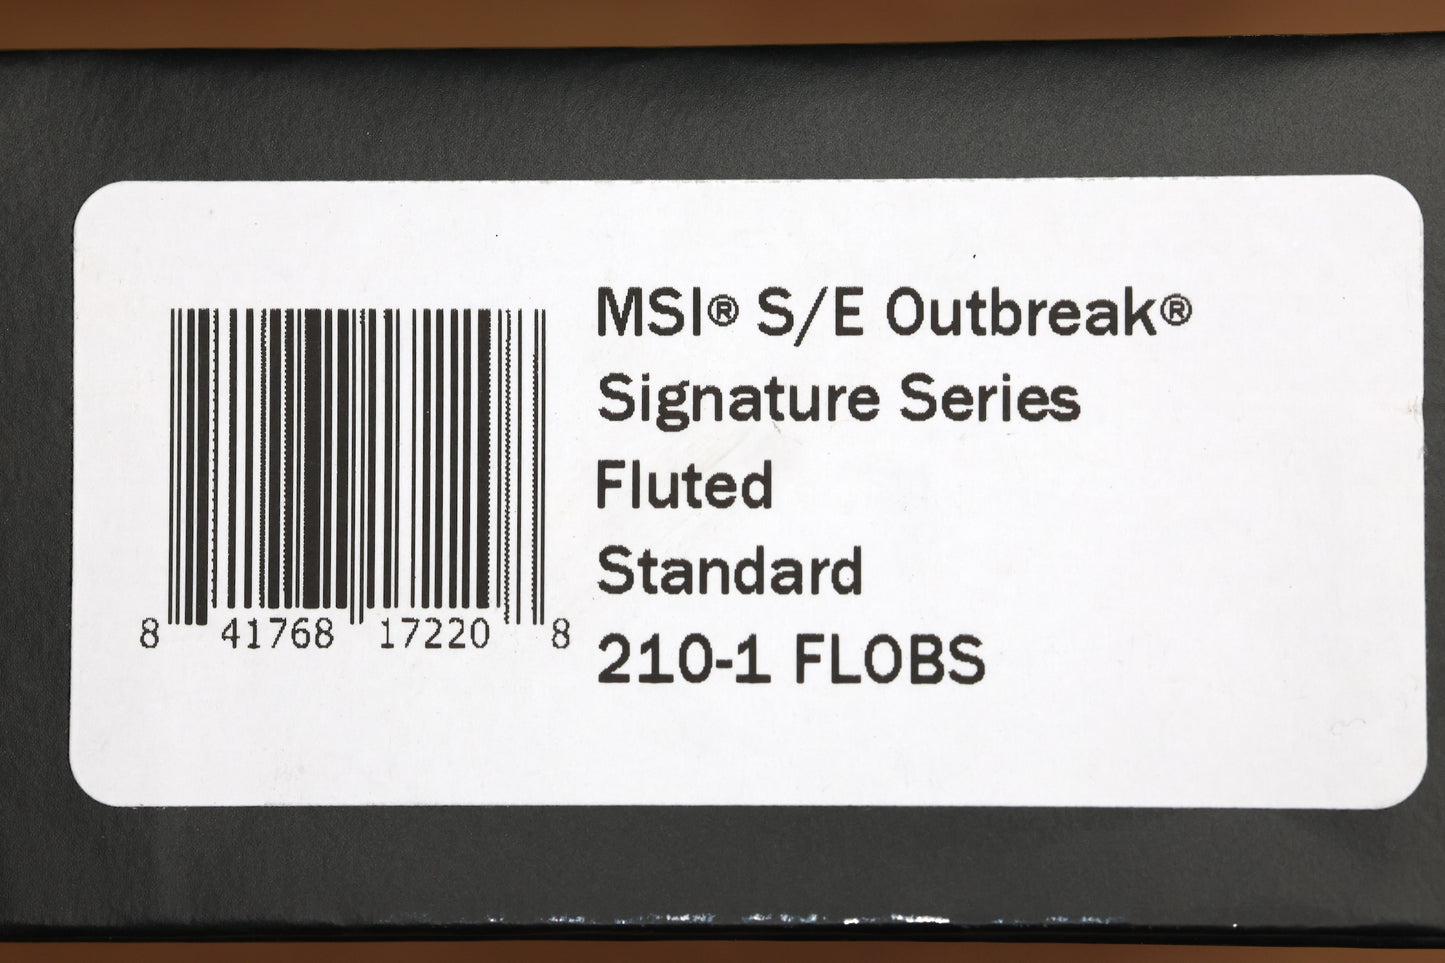 MSI® S/E Outbreak®
Signature Series
Fluted
Standard
210-1 FLOBS
8 41768 17220 8